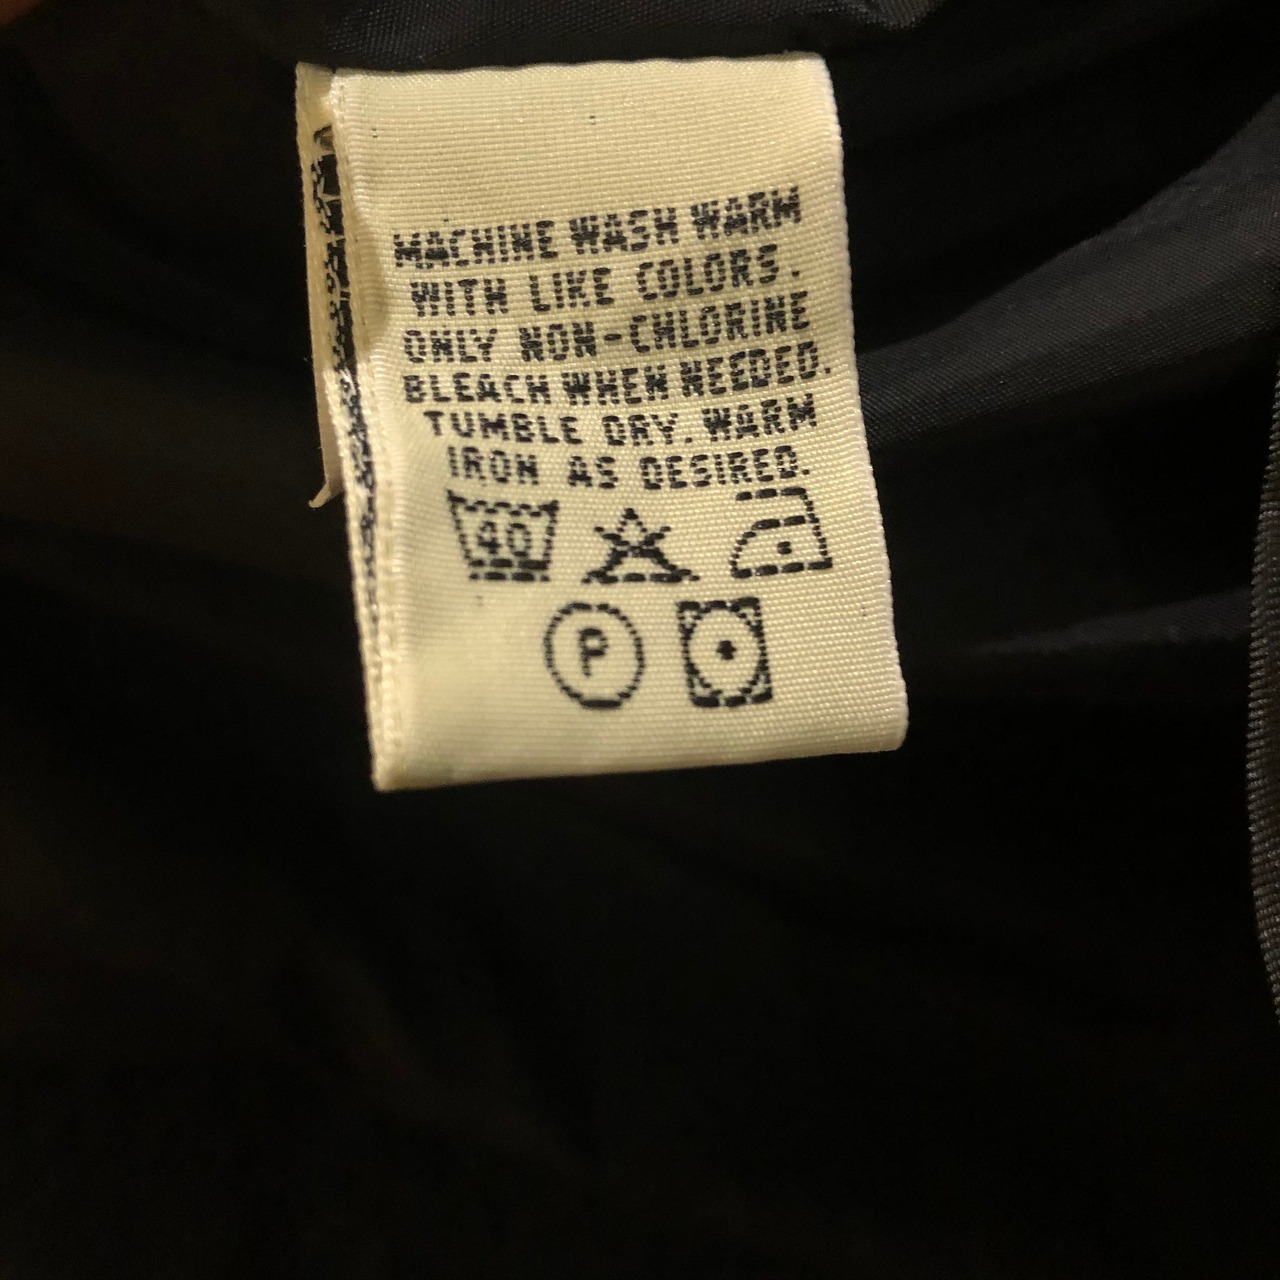 MACHINE WASH WARM
WITH LIKE COLORS.
ONLY NON-CHLORINE
BLEACH WHEN NEEDED.
TUMBLE DRY. WARM
IRON AS DESIRED.
40
P